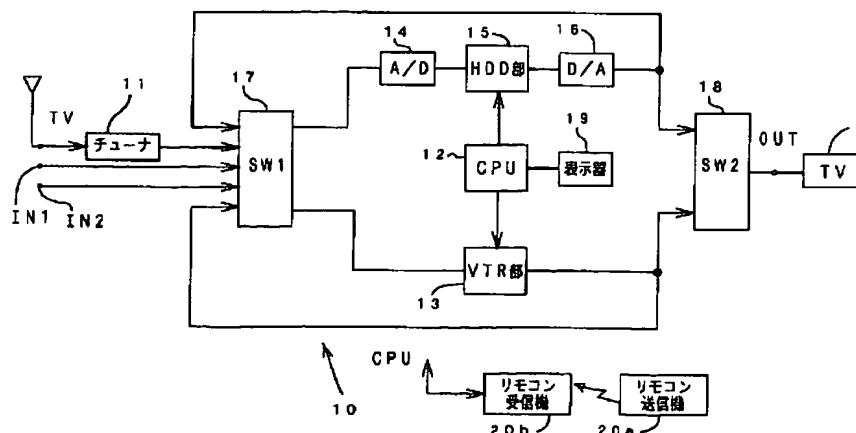 15
16
14
A/D
HDD部
D/A
17
18
11
TV
チューナ
SW1
12
CPU
19
表示器
SW2
OUT
TV
IN1
IN2
VTR部
13
CPU
10
リモコン
受信機
リモコン
送信機
20b
20a